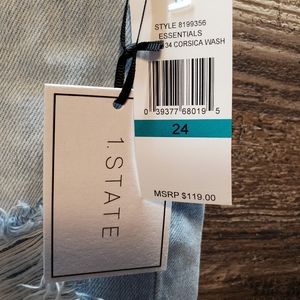 STYLE 8199356
ESSENTIALS
34 CORSICA WASH
0 39377 68019 5
24
MSRP $119.00
1. STATE